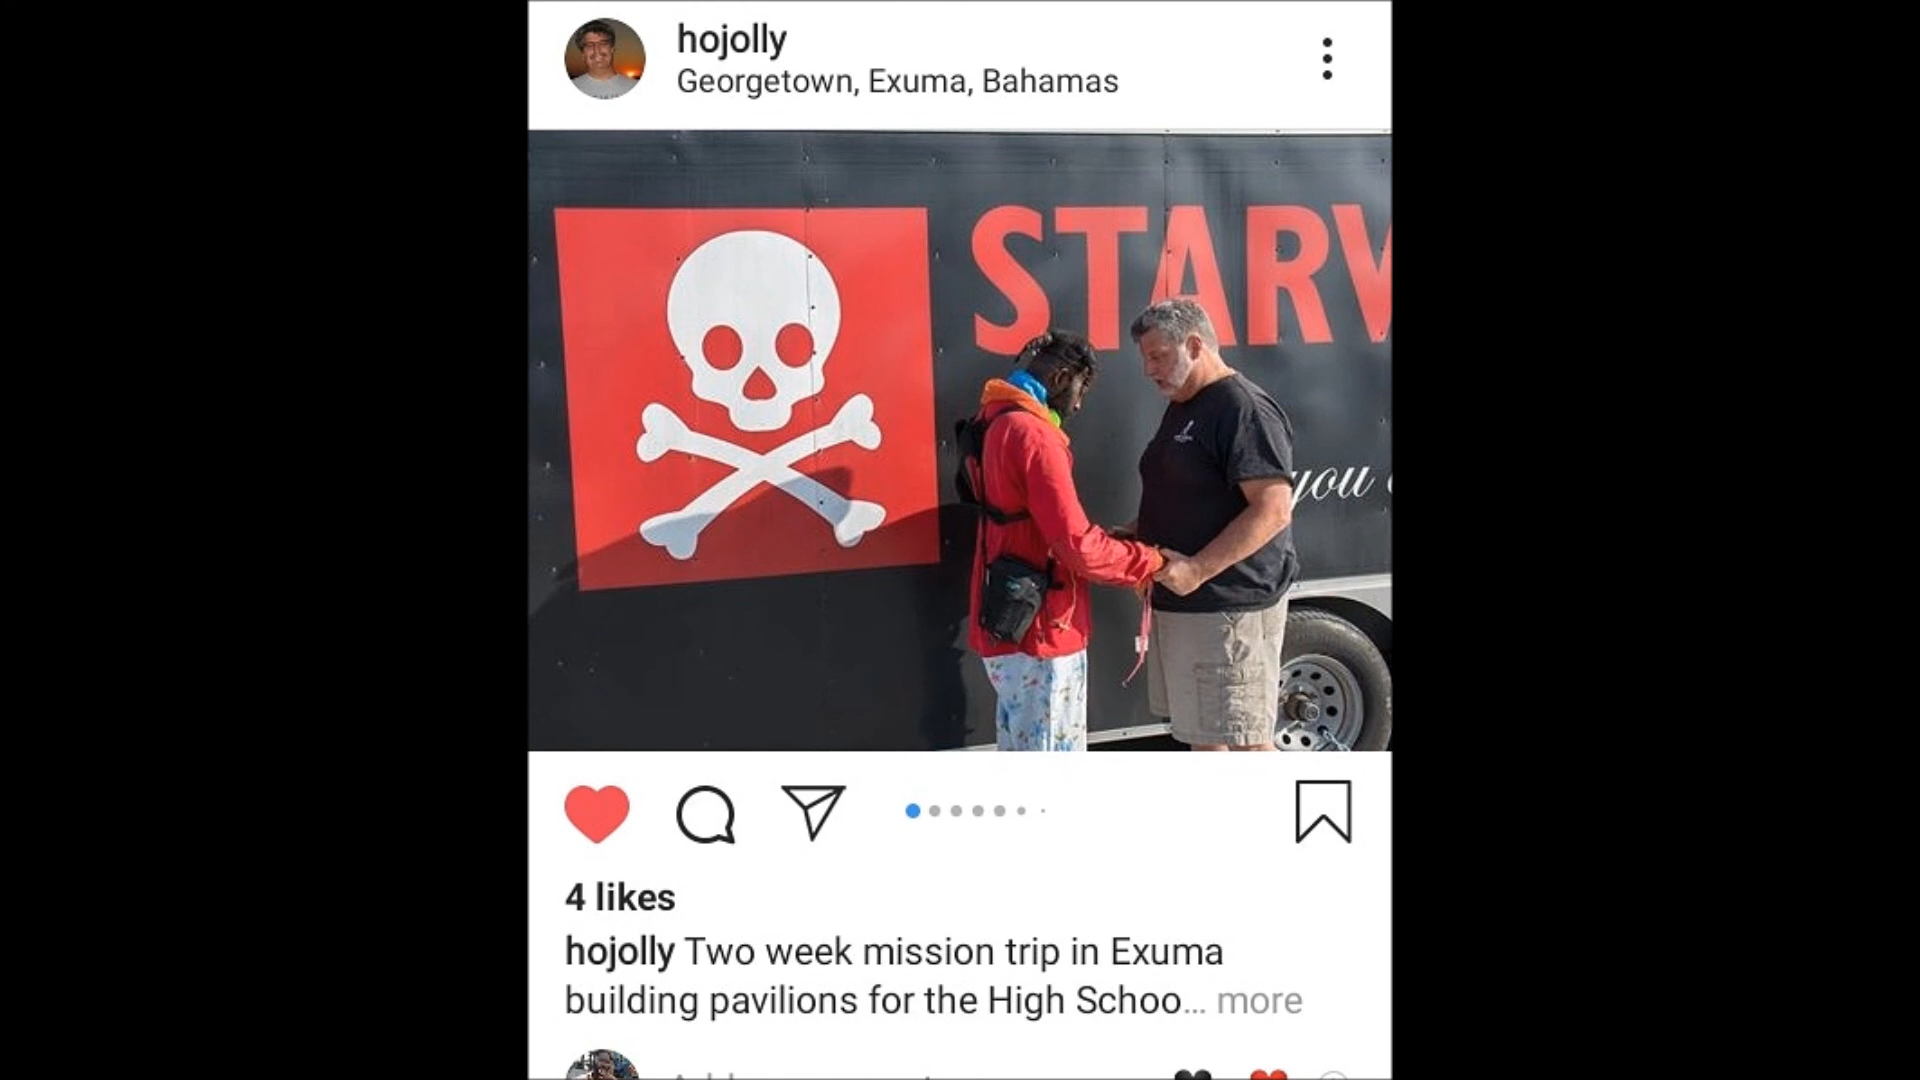 hojolly
Georgetown, Exuma, Bahamas
STARV
you
4 likes
hojolly Two week mission trip in Exuma
building pavilions for the High Schoo... more